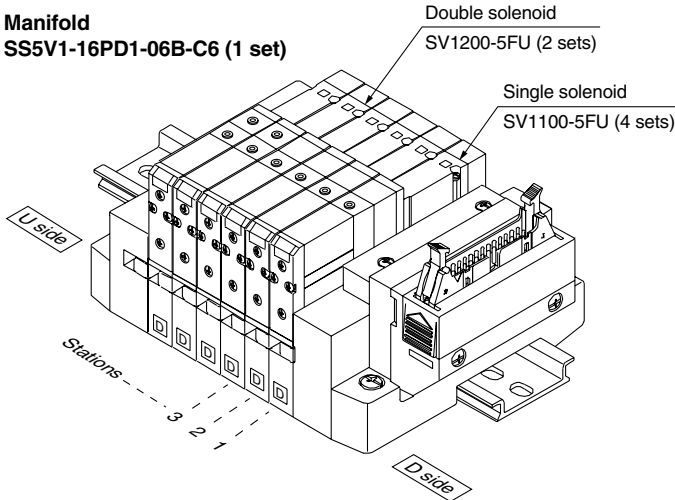 Manifold
SS5V1-16PD1-06B-C6 (1 set)
Double solenoid
SV1200-5FU (2 sets)
Single solenoid
SV1100-5FU (4 sets)
U side
D D D D D D
Stations
3
2
1
D side